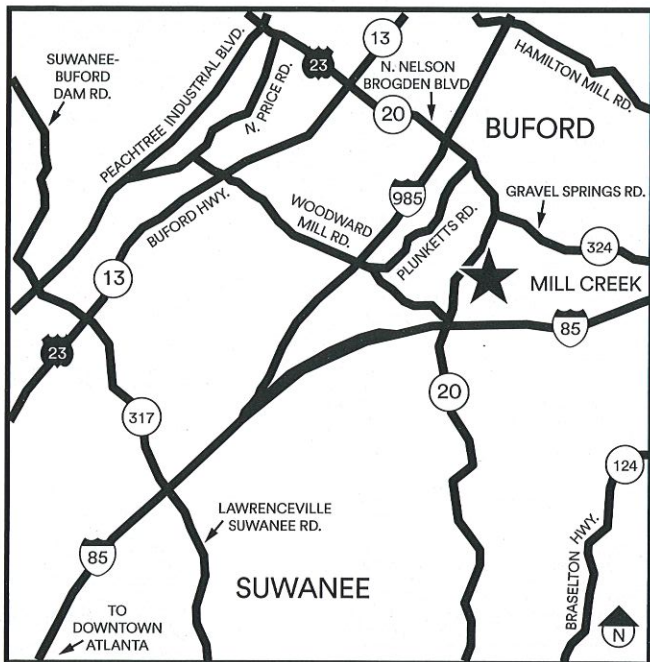 SUWANEE-
BUFORD
DAM RD.
PEACHTREE INDUSTRIAL BLVD.
N. PRICE RD.
23
13
N. NELSON
BROGDEN BLVD
20
HAMILTON MILL RD.
BUFORD
985
GRAVEL SPRINGS RD.
324
BUFORD HWY.
WOODWARD
MILL RD.
PLUNKETTS RD.
MILL CREEK
13
85
23
20
317
124
LAWRENCEVILLE
SUWANEE RD.
85
SUWANEE
BRASELTON HWY.
TO
DOWNTOWN
ATLANTA
N